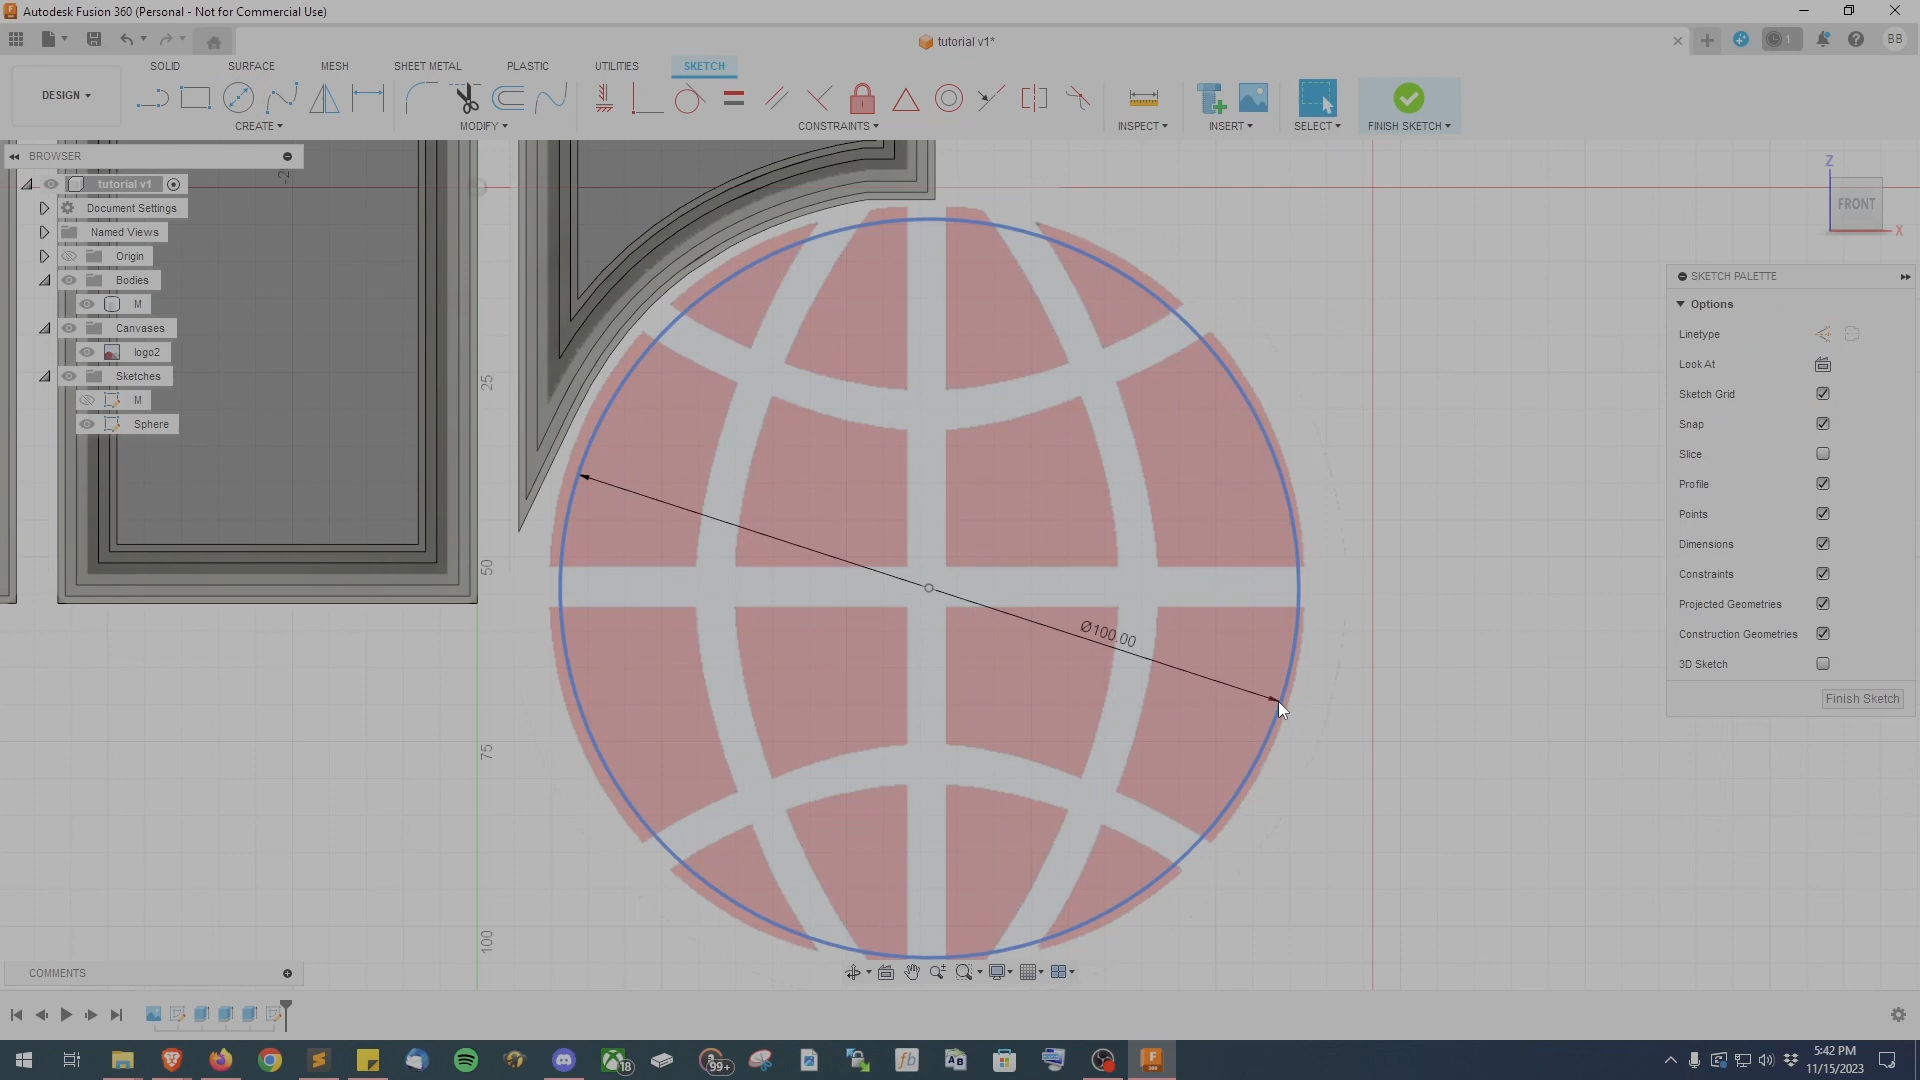 Autodesk Fusion 360 (Personal - Not for Commercial Use)
tutorial v1*
1
BB
SOLID
SURFACE
MESH
SHEET METAL
PLASTIC
UTILITIES
SKETCH
DESIGN
CREATE
MODIFY
CONSTRAINTS
INSPECT
INSERT
SELECT
FINISH SKETCH
BROWSER
tutorial v1
Document Settings
Named Views
Origin
Bodies
M
Canvases
logo2
Sketches
M
Sphere
25
50
75
100
Ø100.00
Z
FRONT
X
SKETCH PALETTE
Options
Linetype
Look At
Sketch Grid
Snap
Slice
Profile
Points
Dimensions
Constraints
Projected Geometries
Construction Geometries
3D Sketch
Finish Sketch
COMMENTS
18
99+
5:42 PM
11/15/2023